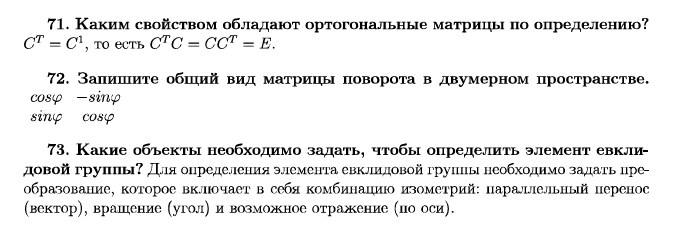 71. Каким свойством обладают ортогональные матрицы по определению?
C^T = C^1, то есть C^T C = CC^T = E.
72. Запишите общий вид матрицы поворота в двумерном пространстве.
cosφ −sinφ
sinφ cosφ
73. Какие объекты необходимо задать, чтобы определить элемент евкли-
довой группы? Для определения элемента евклидовой группы необходимо задать пре-
образование, которое включает в себя комбинацию изометрий: параллельный перенос
(вектор), вращение (угол) и возможное отражение (по оси).